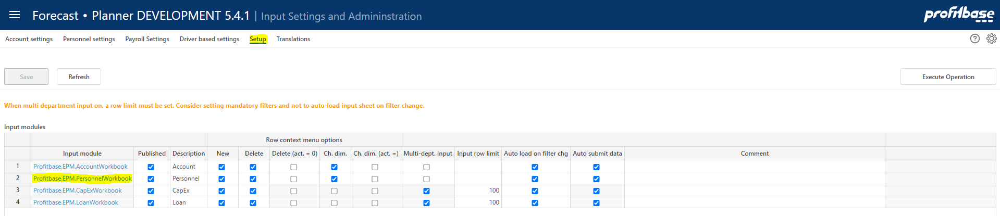 Forecast • Planner DEVELOPMENT 5.4.1 | Input Settings and Admininstration
profitbase
Account settings Personnel settings Payroll Settings Driver based settings Setup Translations
Save Refresh Execute Operation
When multi department input on, a row limit must be set. Consider setting mandatory filters and not to auto-load input sheet on filter change.
Input modules
Row context menu options
Input module Published Description New Delete Delete (act. = 0) Ch. dim. Ch. dim. (act. =) Multi-dept. input Input row limit Auto load on filter chg Auto submit data Comment
1 Profitbase.EPM.AccountWorkbook Account
2 Profitbase.EPM.PersonnelWorkbook Personnel
3 Profitbase.EPM.CapExWorkbook CapEx 100
4 Profitbase.EPM.LoanWorkbook Loan 100